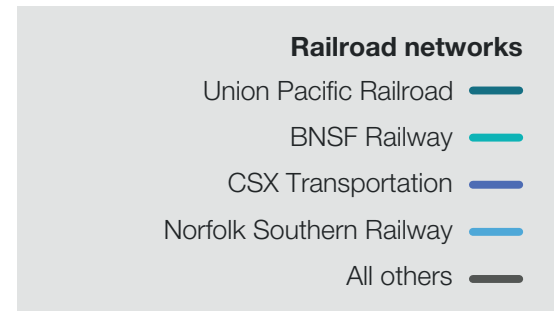 Railroad networks
Union Pacific Railroad
BNSF Railway
CSX Transportation
Norfolk Southern Railway
All others